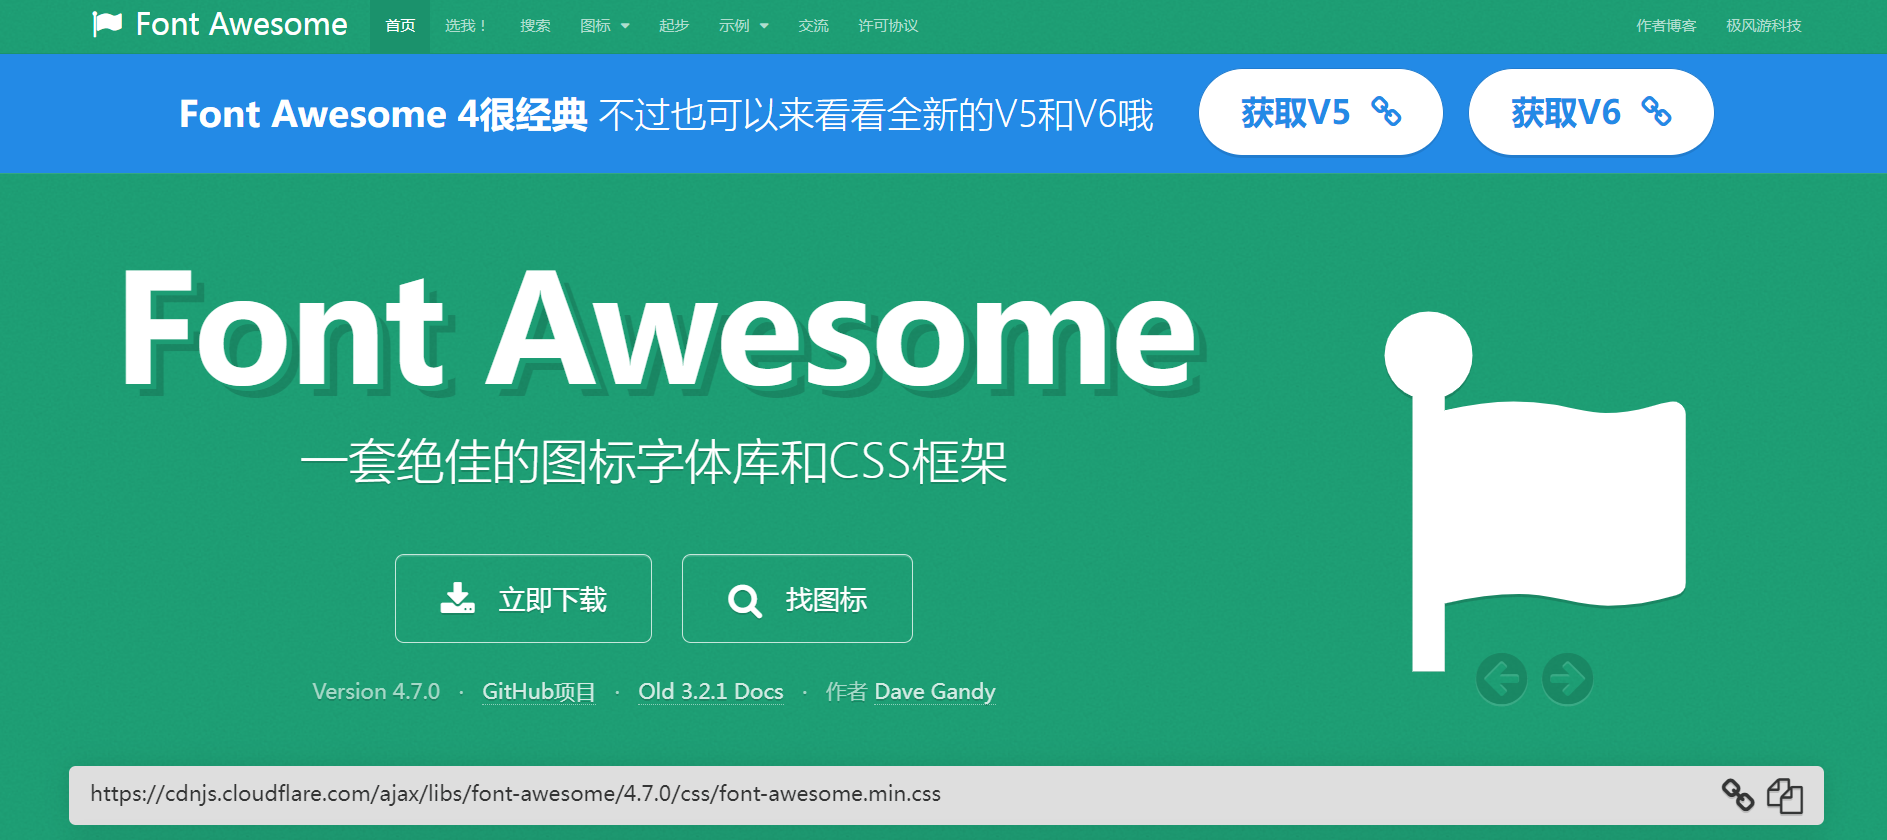 Font Awesome 首页 选我！ 搜索 图标 起步 示例 交流 许可协议 作者博客 极风游科技
Font Awesome 4很经典 不过也可以来看看全新的V5和V6哦 获取V5 获取V6
Font Awesome
一套绝佳的图标字体库和CSS框架
立即下载 找图标
Version 4.7.0 · GitHub项目 · Old 3.2.1 Docs · 作者 Dave Gandy
https://cdnjs.cloudflare.com/ajax/libs/font-awesome/4.7.0/css/font-awesome.min.css